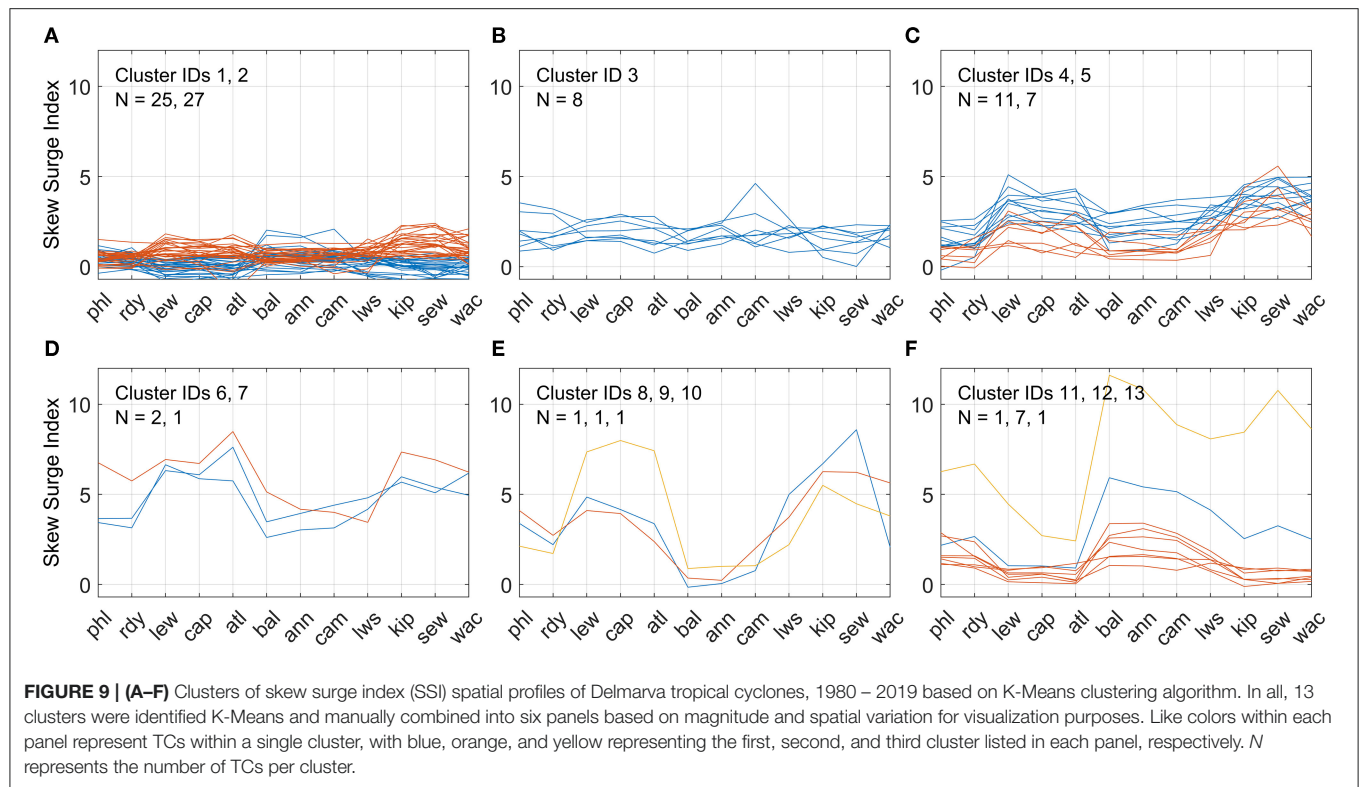 A
B
C
Skew Surge Index
10
5
0
Cluster IDs 1, 2
N = 25, 27
phl rdy lew cap atl bal ann cam lws kip sew wac
10
5
0
Cluster ID 3
N = 8
phl rdy lew cap atl bal ann cam lws kip sew wac
10
5
0
Cluster IDs 4, 5
N = 11, 7
phl rdy lew cap atl bal ann cam lws kip sew wac
D
E
F
Skew Surge Index
10
5
0
Cluster IDs 6, 7
N = 2, 1
phl rdy lew cap atl bal ann cam lws kip sew wac
10
5
0
Cluster IDs 8, 9, 10
N = 1, 1, 1
phl rdy lew cap atl bal ann cam lws kip sew wac
10
5
0
Cluster IDs 11, 12, 13
N = 1, 7, 1
phl rdy lew cap atl bal ann cam lws kip sew wac
FIGURE 9 | (A–F) Clusters of skew surge index (SSI) spatial profiles of Delmarva tropical cyclones, 1980 – 2019 based on K-Means clustering algorithm. In all, 13
clusters were identified K-Means and manually combined into six panels based on magnitude and spatial variation for visualization purposes. Like colors within each
panel represent TCs within a single cluster, with blue, orange, and yellow representing the first, second, and third cluster listed in each panel, respectively. N
represents the number of TCs per cluster.